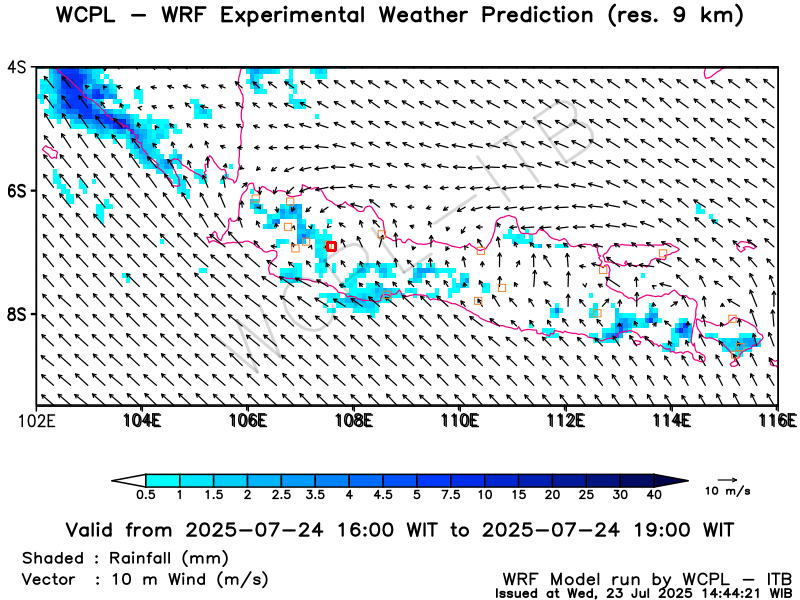 WCPL – WRF Experimental Weather Prediction (res. 9 km)
4S
6S
8S
WCPL–ITB
102E 104E 106E 108E 110E 112E 114E 116E
0.5 1 1.5 2 2.5 3.5 4 4.5 5 7.5 10 15 20 25 30 40
10 m/s
Valid from 2025–07–24 16:00 WIT to 2025–07–24 19:00 WIT
Shaded : Rainfall (mm)
Vector : 10 m Wind (m/s)
WRF Model run by WCPL – ITB
Issued at Wed, 23 Jul 2025 14:44:21 WIB